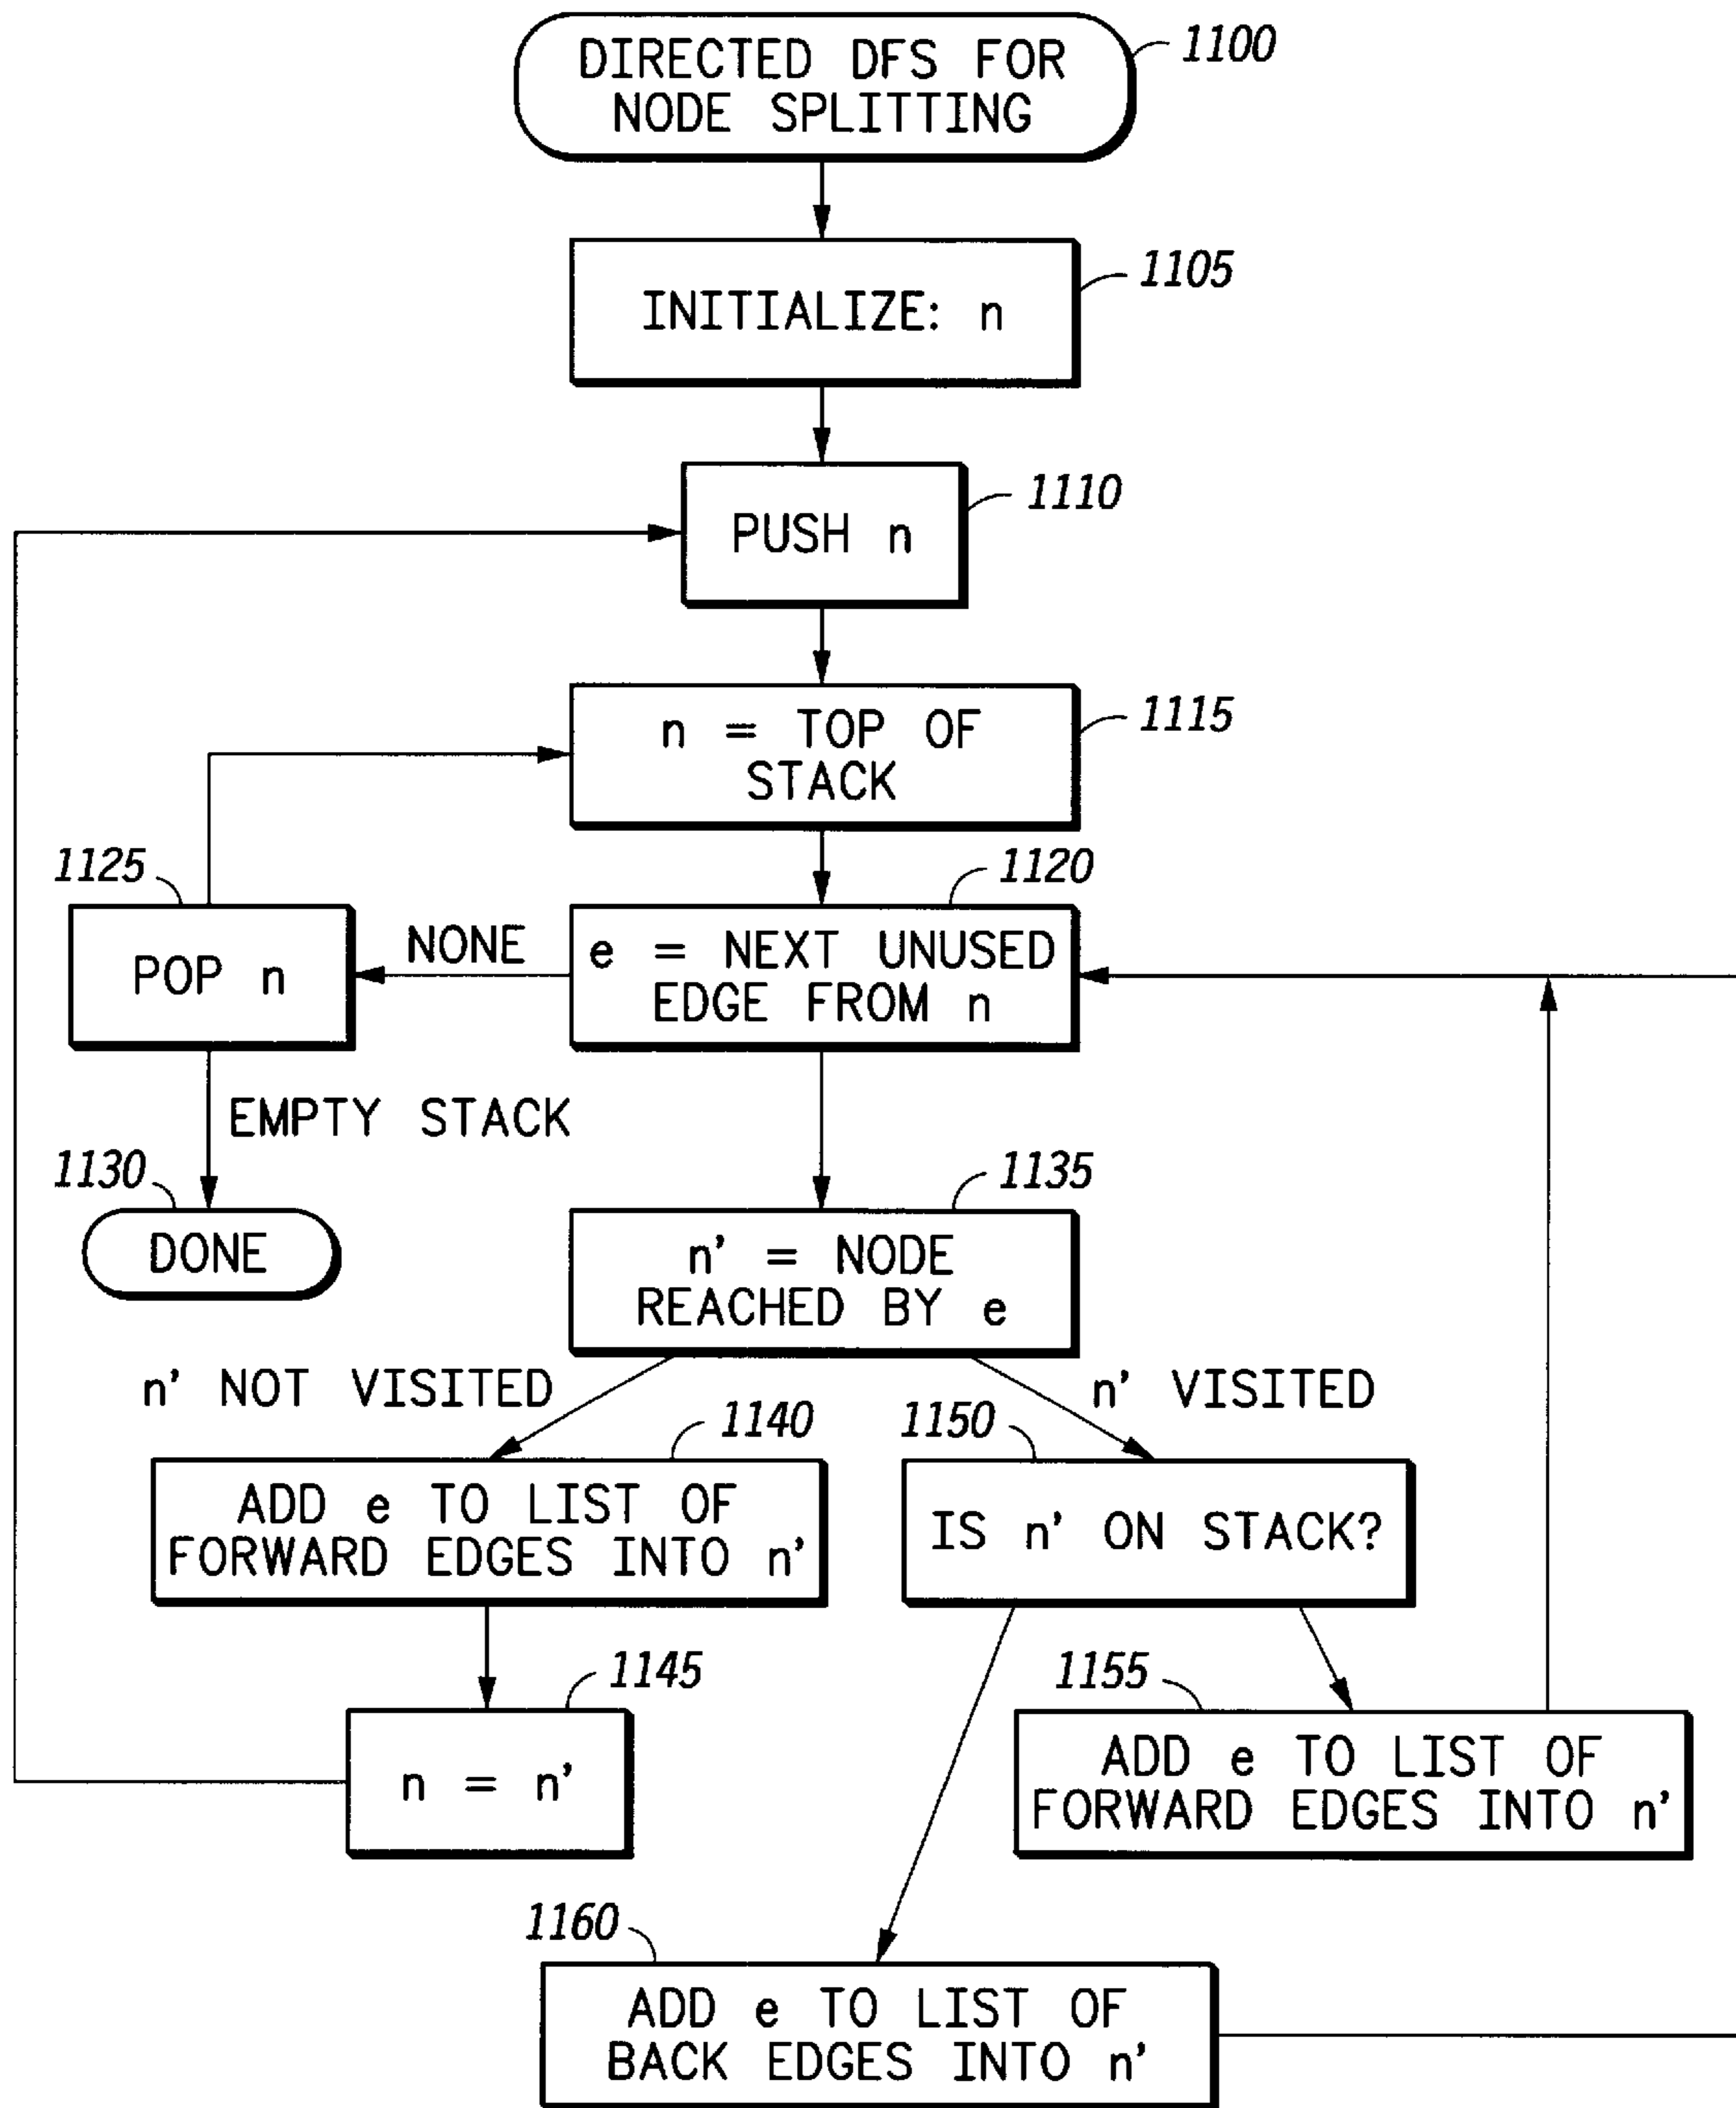 DIRECTED DFS FOR
NODE SPLITTING
1100
INITIALIZE: n
1105
PUSH n
1110
n = TOP OF
STACK
1115
1125
POP n
NONE
1120
e = NEXT UNUSED
EDGE FROM n
EMPTY STACK
1130
DONE
1135
n' = NODE
REACHED BY e
n' NOT VISITED
n' VISITED
1140
ADD e TO LIST OF
FORWARD EDGES INTO n'
1150
IS n' ON STACK?
1145
n = n'
1155
ADD e TO LIST OF
FORWARD EDGES INTO n'
1160
ADD e TO LIST OF
BACK EDGES INTO n'